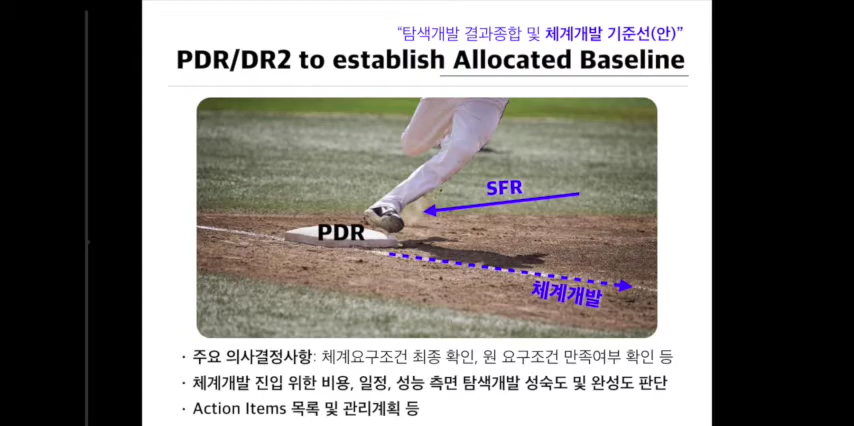 “탐색개발 결과종합 및 체계개발 기준선(안)”
PDR/DR2 to establish Allocated Baseline
SFR
PDR
체계개발
· 주요 의사결정사항: 체계요구조건 최종 확인, 원 요구조건 만족여부 확인 등
· 체계개발 진입 위한 비용, 일정, 성능 측면 탐색개발 성숙도 및 완성도 판단
· Action Items 목록 및 관리계획 등